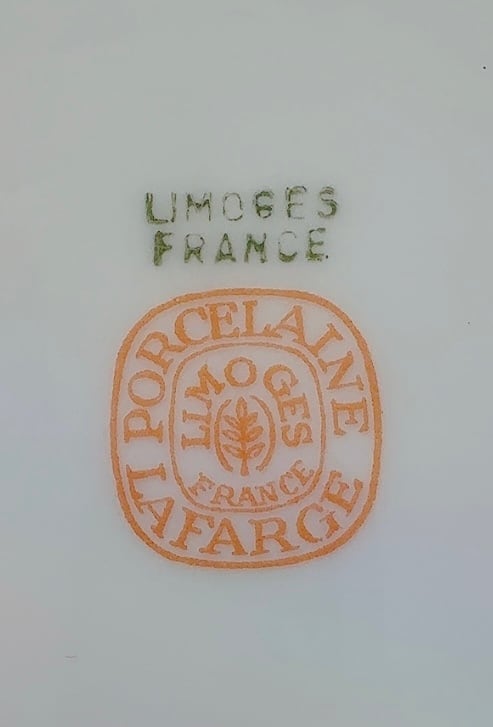 LIMOGES
FRANCE.
PORCELAINE
LIMOGES
FRANCE
LAFARGE